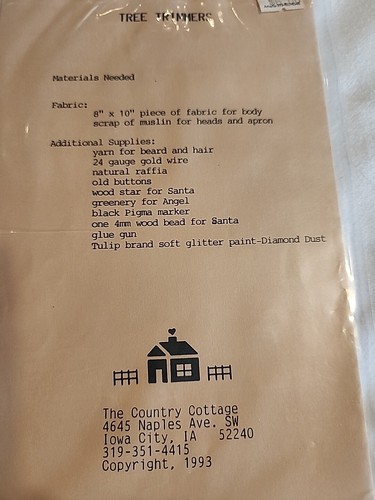 TREE TRIMMERS
Materials Needed
Fabric:
8" x 10" piece of fabric for body
scrap of muslin for heads and apron
Additional Supplies:
yarn for beard and hair
24 gauge gold wire
natural raffia
old buttons
wood star for Santa
greenery for Angel
black Pigma marker
one 4mm wood bead for Santa
glue gun
Tulip brand soft glitter paint-Diamond Dust
The Country Cottage
4645 Naples Ave. SW
Iowa City, IA 52240
319-351-4415
Copyright, 1993